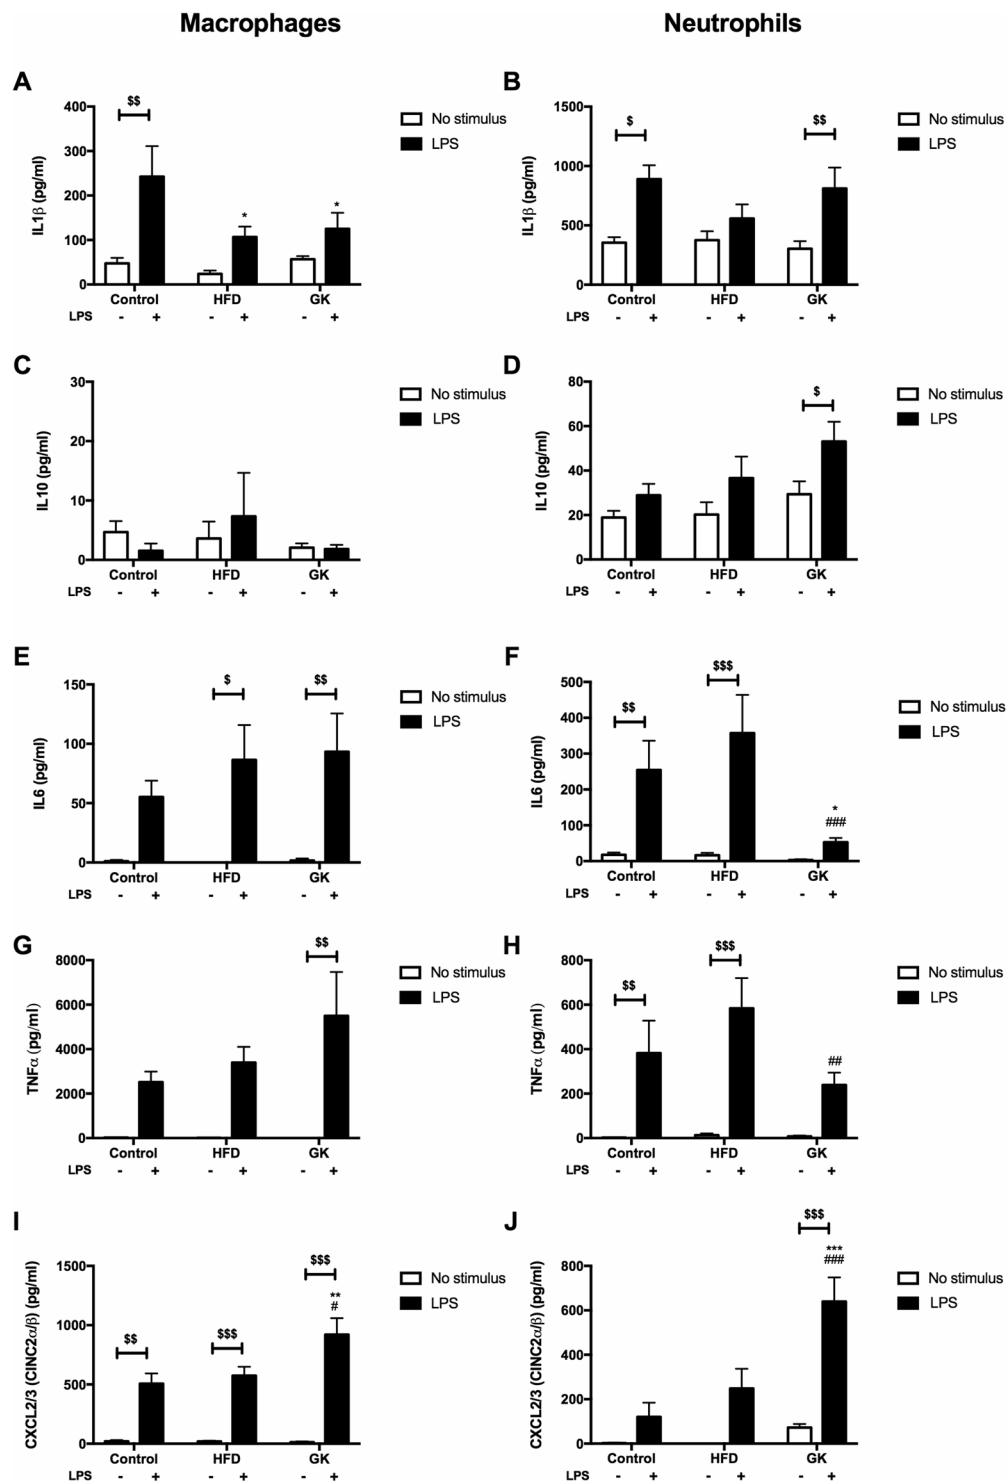 Macrophages
Neutrophils
A
$$
400
300
200
100
0
IL1β (pg/ml)
*
*
No stimulus
LPS
Control HFD GK
LPS - + - + - +
B
$
$$
1500
1000
500
0
IL1β (pg/ml)
No stimulus
LPS
Control HFD GK
LPS - + - + - +
C
30
20
10
0
IL10 (pg/ml)
No stimulus
LPS
Control HFD GK
LPS - + - + - +
D
$
80
60
40
20
0
IL10 (pg/ml)
No stimulus
LPS
Control HFD GK
LPS - + - + - +
E
$
$$
150
100
50
0
IL6 (pg/ml)
No stimulus
LPS
Control HFD GK
LPS - + - + - +
F
$$
$$$
500
400
300
200
100
0
IL6 (pg/ml)
*
###
No stimulus
LPS
Control HFD GK
LPS - + - + - +
G
$$
8000
6000
4000
2000
0
TNFα (pg/ml)
No stimulus
LPS
Control HFD GK
LPS - + - + - +
H
$$
$$$
800
600
400
200
0
TNFα (pg/ml)
##
No stimulus
LPS
Control HFD GK
LPS - + - + - +
I
$$
$$$
$$$
1500
1000
500
0
CXCL2/3 (CINC2α/β) (pg/ml)
**
#
No stimulus
LPS
Control HFD GK
LPS - + - + - +
J
$$$
800
600
400
200
0
CXCL2/3 (CINC2α/β) (pg/ml)
***
###
No stimulus
LPS
Control HFD GK
LPS - + - + - +